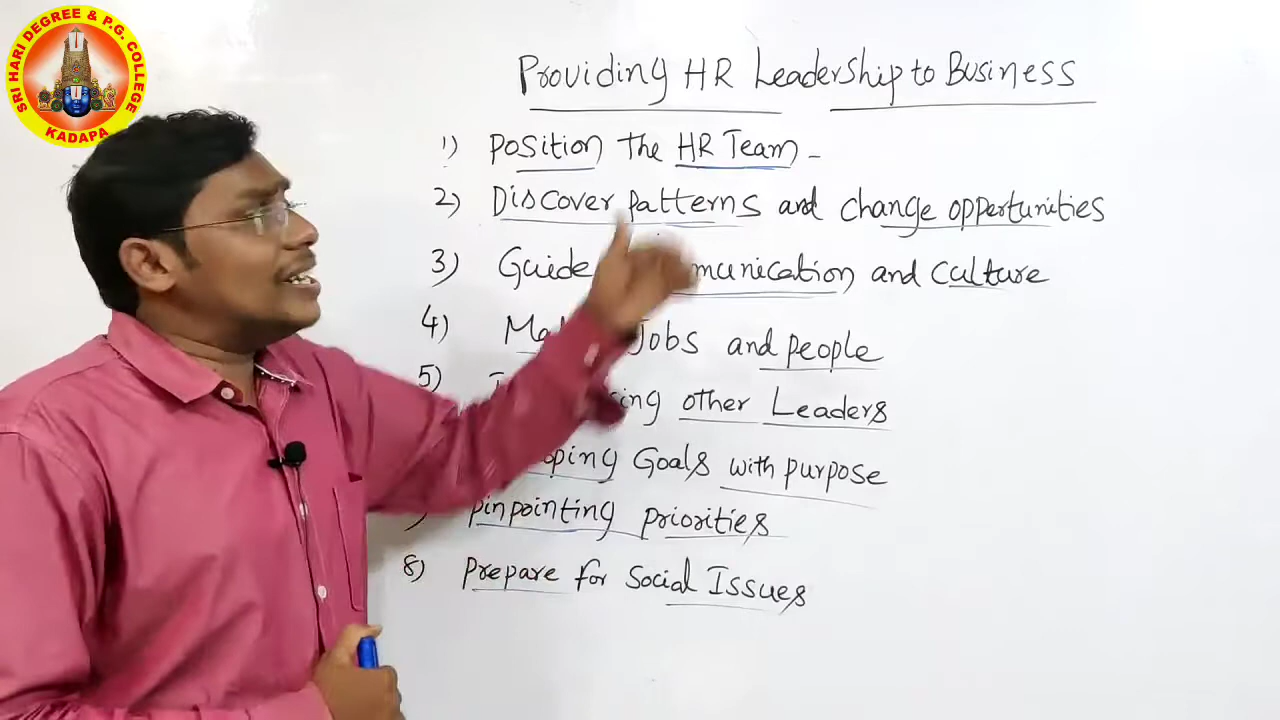 SRI HARI DEGREE & P.G. COLLEGE
KADAPA
Providing HR Leadership to Business
1) Position The HR Team -
2) Discover patterns and change oppertunities
3) Guide and culture
4) Jobs and people
5) other Leaders
Goals with purpose
pinpointing priorities
8) Prepare for Social Issues